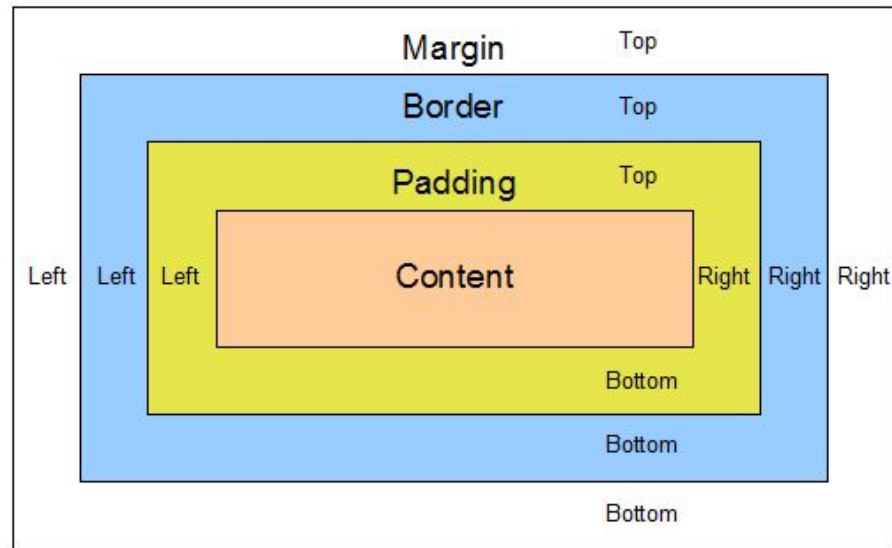 Margin Top
Border Top
Padding Top
Left Left Left Content Right Right Right
Bottom
Bottom
Bottom